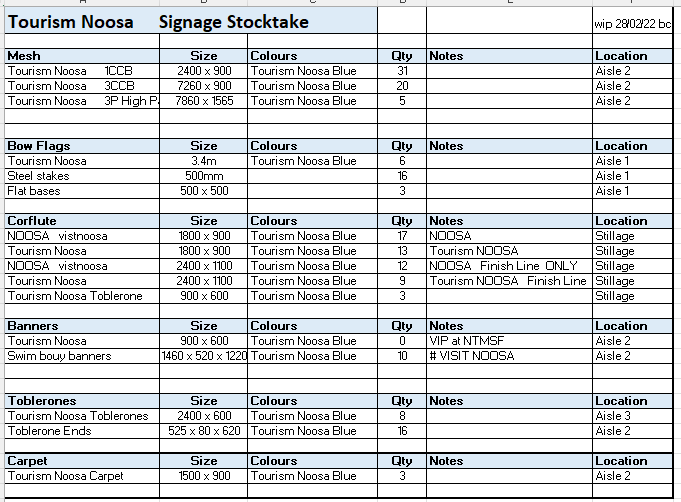 Tourism Noosa Signage Stocktake wip 28/02/22 bc
Mesh Size Colours Qty Notes Location
Tourism Noosa 1CCB 2400 x 900 Tourism Noosa Blue 31 Aisle 2
Tourism Noosa 3CCB 7260 x 900 Tourism Noosa Blue 20 Aisle 2
Tourism Noosa 3P High P 7860 x 1565 Tourism Noosa Blue 5 Aisle 2
Bow Flags Size Colours Qty Notes Location
Tourism Noosa 3.4m Tourism Noosa Blue 6 Aisle 1
Steel stakes 500mm 16 Aisle 1
Flat bases 500 x 500 3 Aisle 1
Corflute Size Colours Qty Notes Location
NOOSA vistnoosa 1800 x 900 Tourism Noosa Blue 17 NOOSA Stillage
Tourism Noosa 1800 x 900 Tourism Noosa Blue 13 Tourism NOOSA Stillage
NOOSA vistnoosa 2400 x 1100 Tourism Noosa Blue 12 NOOSA Finish Line ONLY Stillage
Tourism Noosa 2400 x 1100 Tourism Noosa Blue 9 Tourism NOOSA Finish Line Stillage
Tourism Noosa Toblerone 900 x 600 Tourism Noosa Blue 3 Stillage
Banners Size Colours Qty Notes Location
Tourism Noosa 900 x 600 Tourism Noosa Blue 0 VIP at NTMSF Aisle 2
Swim bouy banners 1460 x 520 x 1220 Tourism Noosa Blue 10 # VISIT NOOSA Aisle 2
Toblerones Size Colours Qty Notes Location
Tourism Noosa Toblerones 2400 x 600 Tourism Noosa Blue 8 Aisle 3
Toblerone Ends 525 x 80 x 620 Tourism Noosa Blue 16 Aisle 2
Carpet Size Colours Qty Notes Location
Tourism Noosa Carpet 1500 x 900 Tourism Noosa Blue 3 Aisle 2